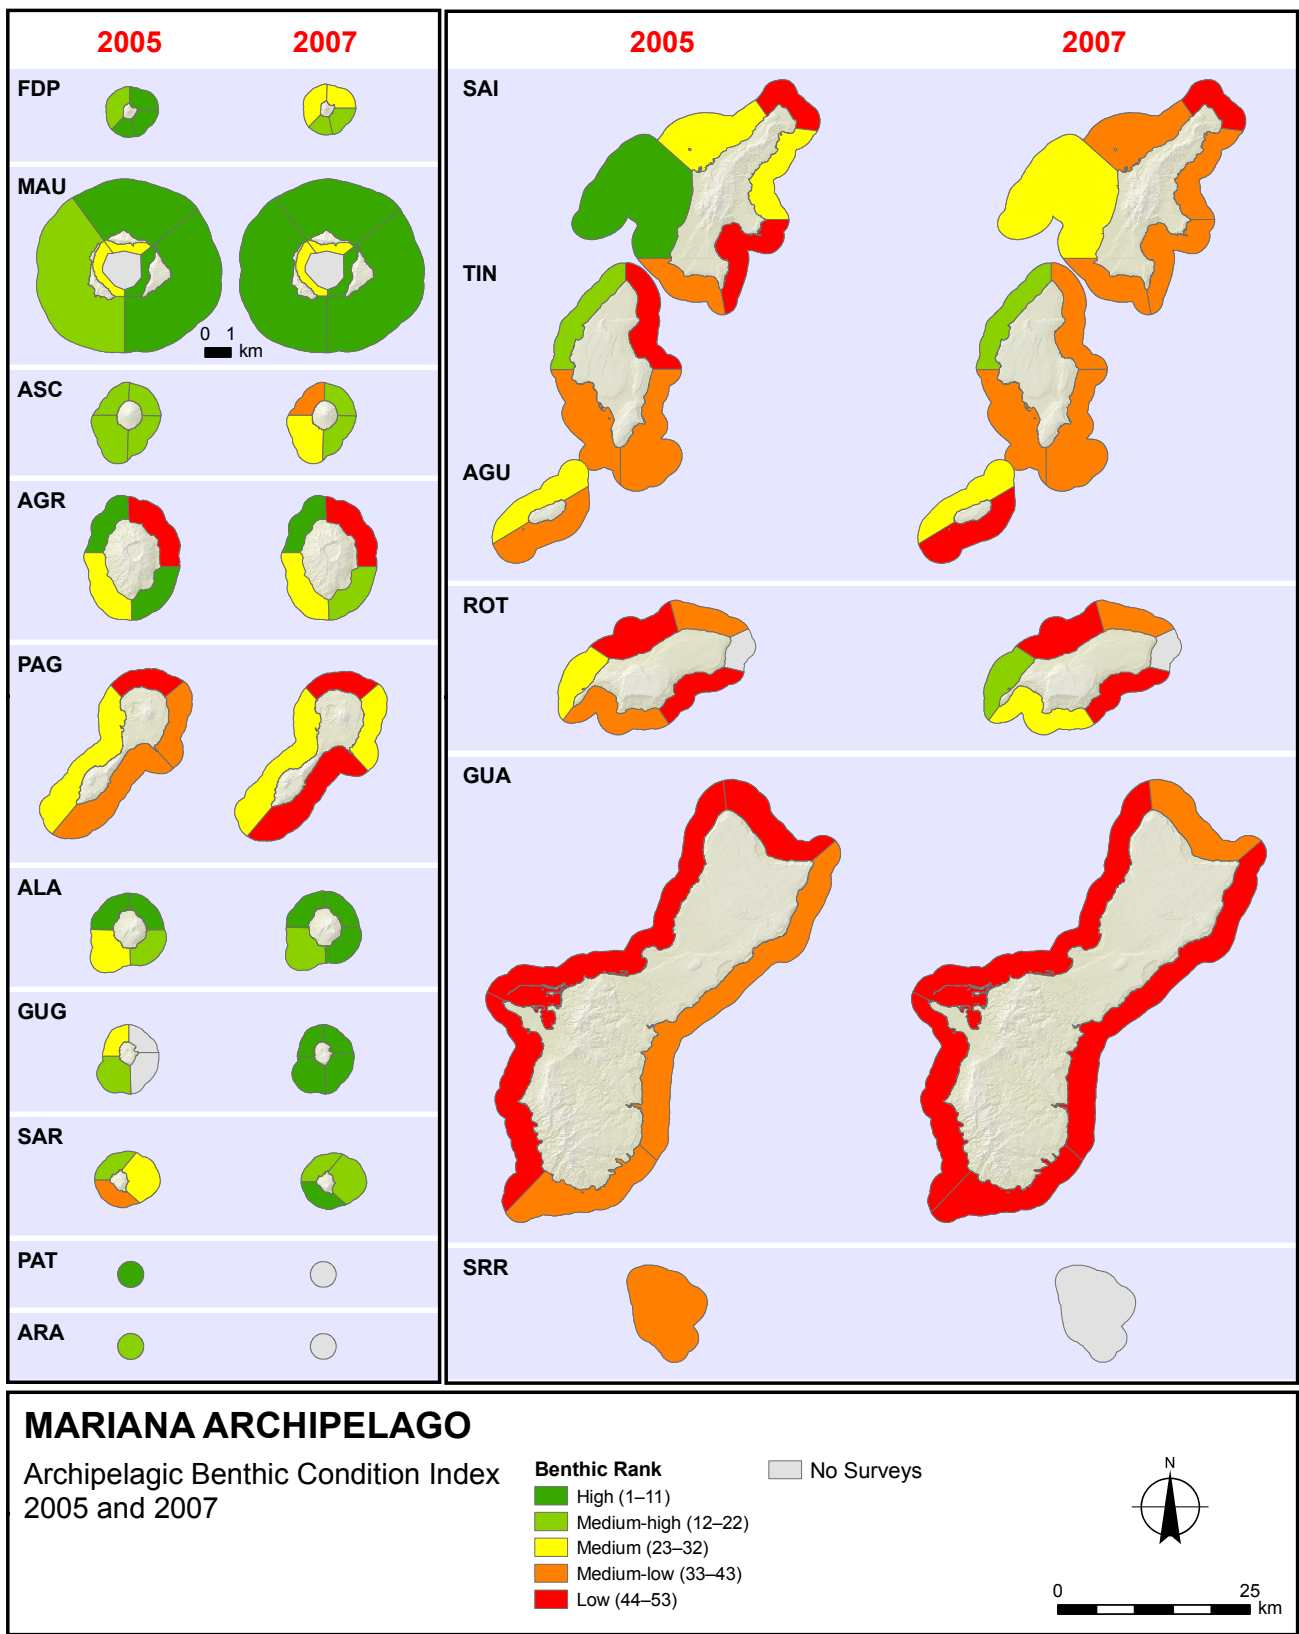 2005 2007
FDP
MAU
0 1
km
ASC
AGR
PAG
ALA
GUG
SAR
PAT
ARA
2005 2007
SAI
TIN
AGU
ROT
GUA
SRR
MARIANA ARCHIPELAGO
Archipelagic Benthic Condition Index
2005 and 2007
Benthic Rank
High (1–11)
Medium-high (12–22)
Medium (23–32)
Medium-low (33–43)
Low (44–53)
No Surveys
N
0 25
km